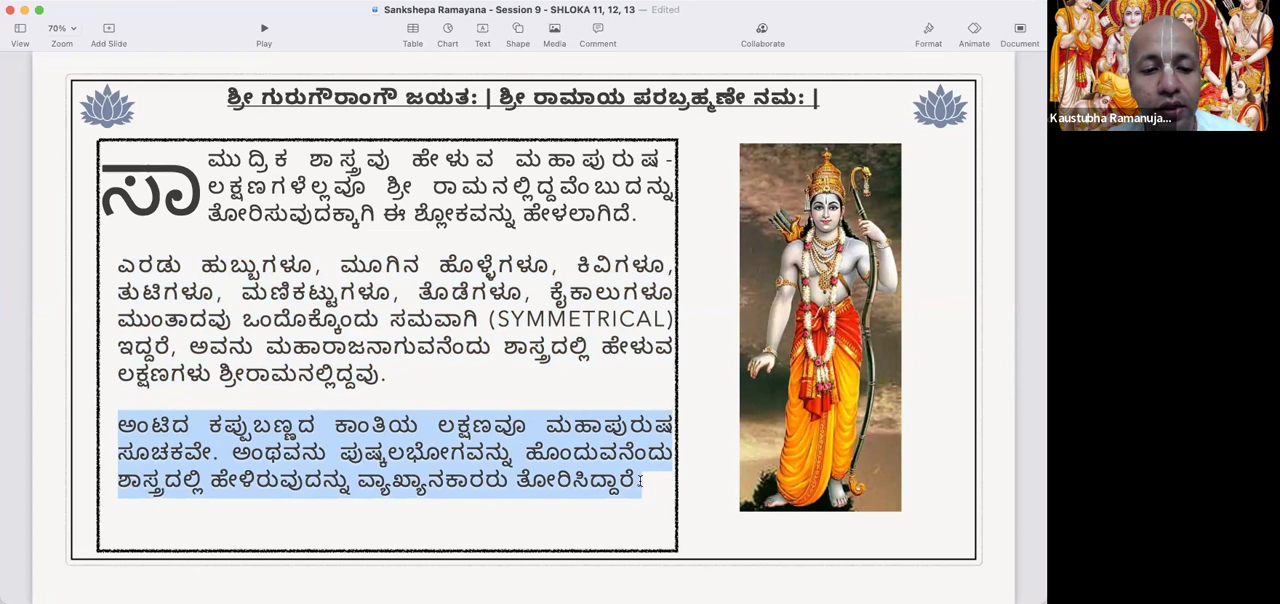 Sankshepa Ramayana - Session 9 - SHLOKA 11, 12, 13 — Edited
View
70%
Zoom
Add Slide
Play
Table
Chart
Text
Shape
Media
Comment
Collaborate
Format
Animate
Document
Kaustubha Ramanuja...
ಶ್ರೀ ಗುರುಗೌರಾಂಗೌ ಜಯತ: | ಶ್ರೀ ರಾಮಾಯ ಪರಬ್ರಹ್ಮಣೇ ನಮ: |
ಸಾಮುದ್ರಿಕ ಶಾಸ್ತ್ರವು ಹೇಳುವ ಮಹಾಪುರುಷ-
ಲಕ್ಷಣಗಳೆಲ್ಲವೂ ಶ್ರೀ ರಾಮನಲ್ಲಿದ್ದವೆಂಬುದನ್ನು
ತೋರಿಸುವುದಕ್ಕಾಗಿ ಈ ಶ್ಲೋಕವನ್ನು ಹೇಳಲಾಗಿದೆ.
ಎರಡು ಹುಬ್ಬುಗಳೂ, ಮೂಗಿನ ಹೊಳ್ಳೆಗಳೂ, ಕಿವಿಗಳೂ,
ತುಟಿಗಳೂ, ಮಣಿಕಟ್ಟುಗಳೂ, ತೊಡೆಗಳೂ, ಕೈಕಾಲುಗಳೂ
ಮುಂತಾದವು ಒಂದೊಕ್ಕೊಂದು ಸಮವಾಗಿ (SYMMETRICAL)
ಇದ್ದರೆ, ಅವನು ಮಹಾರಾಜನಾಗುವನೆಂದು ಶಾಸ್ತ್ರದಲ್ಲಿ ಹೇಳುವ
ಲಕ್ಷಣಗಳು ಶ್ರೀರಾಮನಲ್ಲಿದ್ದವು.
ಅಂಟಿದ ಕಪ್ಪುಬಣ್ಣದ ಕಾಂತಿಯ ಲಕ್ಷಣವೂ ಮಹಾಪುರುಷ
ಸೂಚಕವೇ. ಅಂಥವನು ಪುಷ್ಕಲಭೋಗವನ್ನು ಹೊಂದುವನೆಂದು
ಶಾಸ್ತ್ರದಲ್ಲಿ ಹೇಳಿರುವುದನ್ನು ವ್ಯಾಖ್ಯಾನಕಾರರು ತೋರಿಸಿದ್ದಾರೆ.